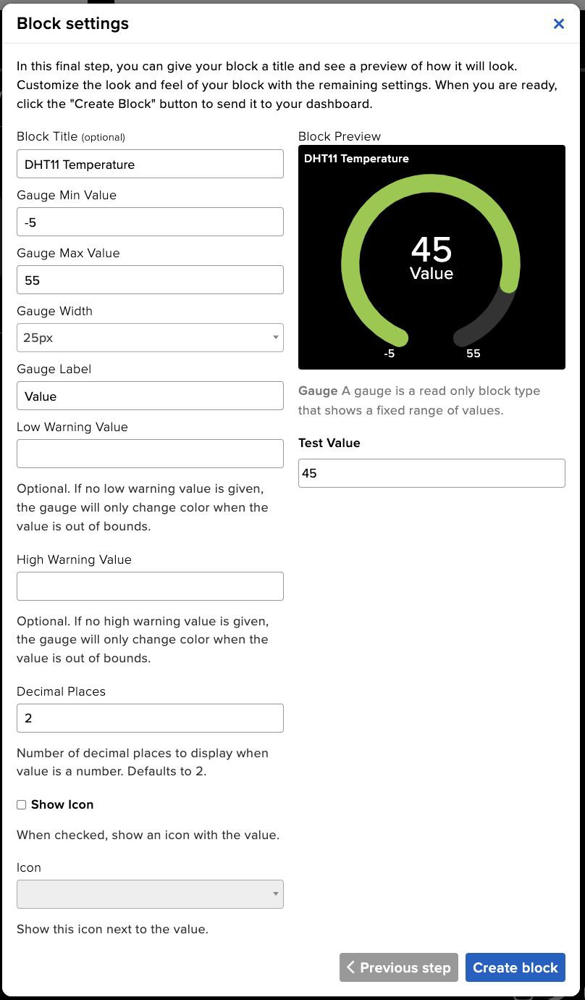 Block settings
×
In this final step, you can give your block a title and see a preview of how it will look.
Customize the look and feel of your block with the remaining settings. When you are ready,
click the "Create Block" button to send it to your dashboard.
Block Title (optional)
DHT11 Temperature
Gauge Min Value
-5
Gauge Max Value
55
Gauge Width
25px
Gauge Label
Value
Low Warning Value
Optional. If no low warning value is given,
the gauge will only change color when the
value is out of bounds.
High Warning Value
Optional. If no high warning value is given,
the gauge will only change color when the
value is out of bounds.
Decimal Places
2
Number of decimal places to display when
value is a number. Defaults to 2.
Show Icon
When checked, show an icon with the value.
Icon
Show this icon next to the value.
Block Preview
DHT11 Temperature
45
Value
-5
55
Gauge A gauge is a read only block type
that shows a fixed range of values.
Test Value
45
Previous step
Create block